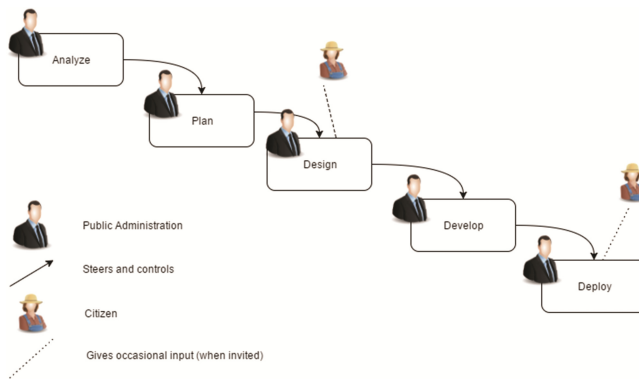 Analyze
Plan
Design
Develop
Deploy
Public Administration
Steers and controls
Citizen
Gives occasional input (when invited)